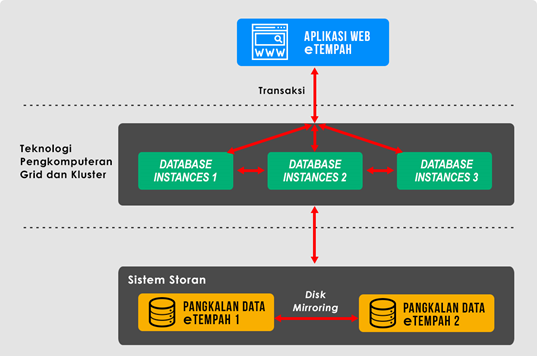 WWW
APLIKASI WEB
eTEMPAH
Transaksi
Teknologi
Pengkomputeran
Grid dan Kluster
DATABASE
INSTANCES 1
DATABASE
INSTANCES 2
DATABASE
INSTANCES 3
Sistem Storan
PANGKALAN DATA
eTEMPAH 1
Disk
Mirroring
PANGKALAN DATA
eTEMPAH 2